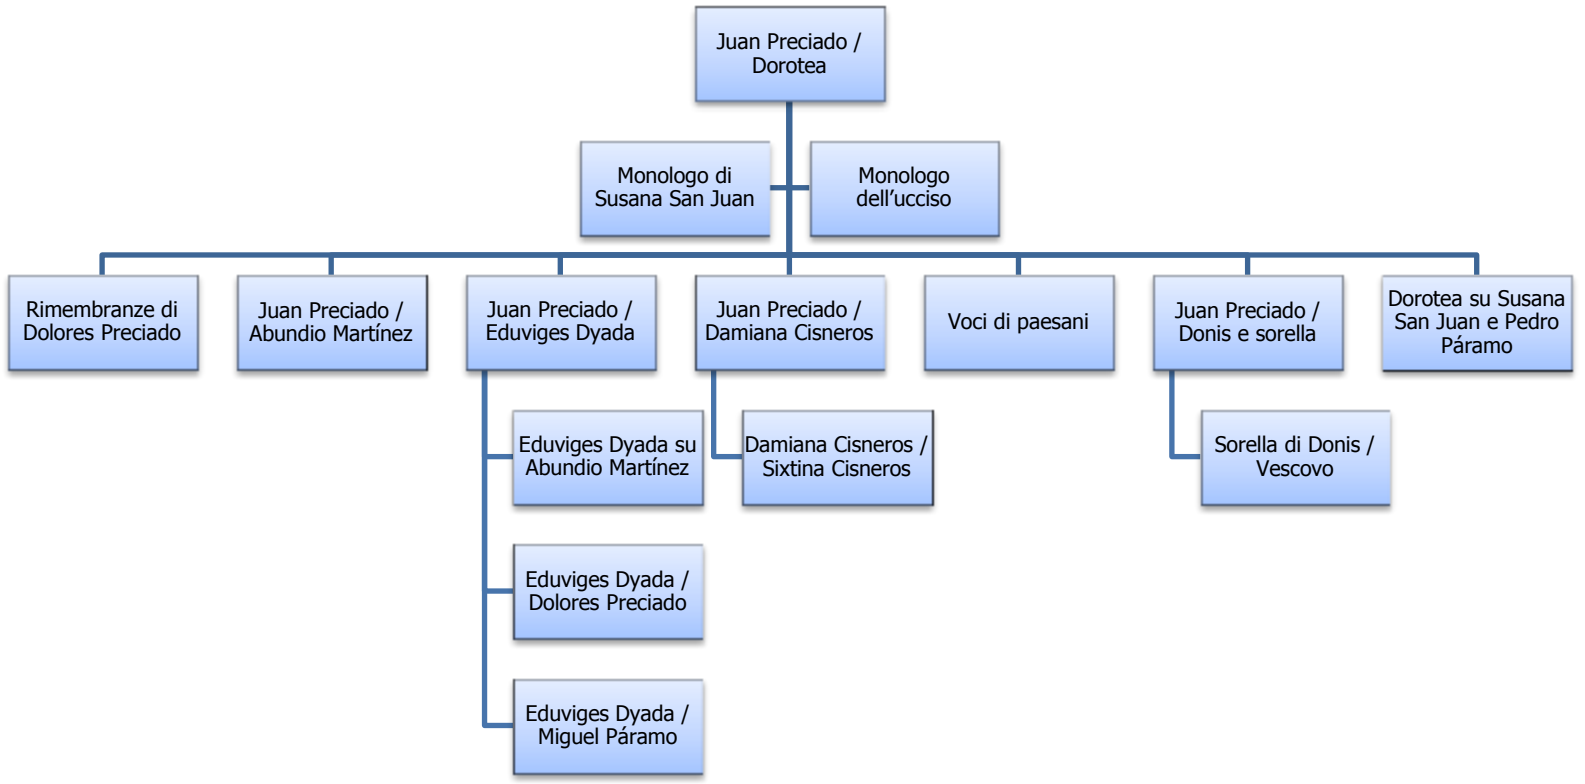 Juan Preciado /
Dorotea
Monologo di
Susana San Juan
Monologo
dell’ucciso
Rimembranze di
Dolores Preciado
Juan Preciado /
Abundio Martínez
Juan Preciado /
Eduviges Dyada
Juan Preciado /
Damiana Cisneros
Voci di paesani
Juan Preciado /
Donis e sorella
Dorotea su Susana
San Juan e Pedro
Páramo
Eduviges Dyada su
Abundio Martínez
Damiana Cisneros /
Sixtina Cisneros
Sorella di Donis /
Vescovo
Eduviges Dyada /
Dolores Preciado
Eduviges Dyada /
Miguel Páramo